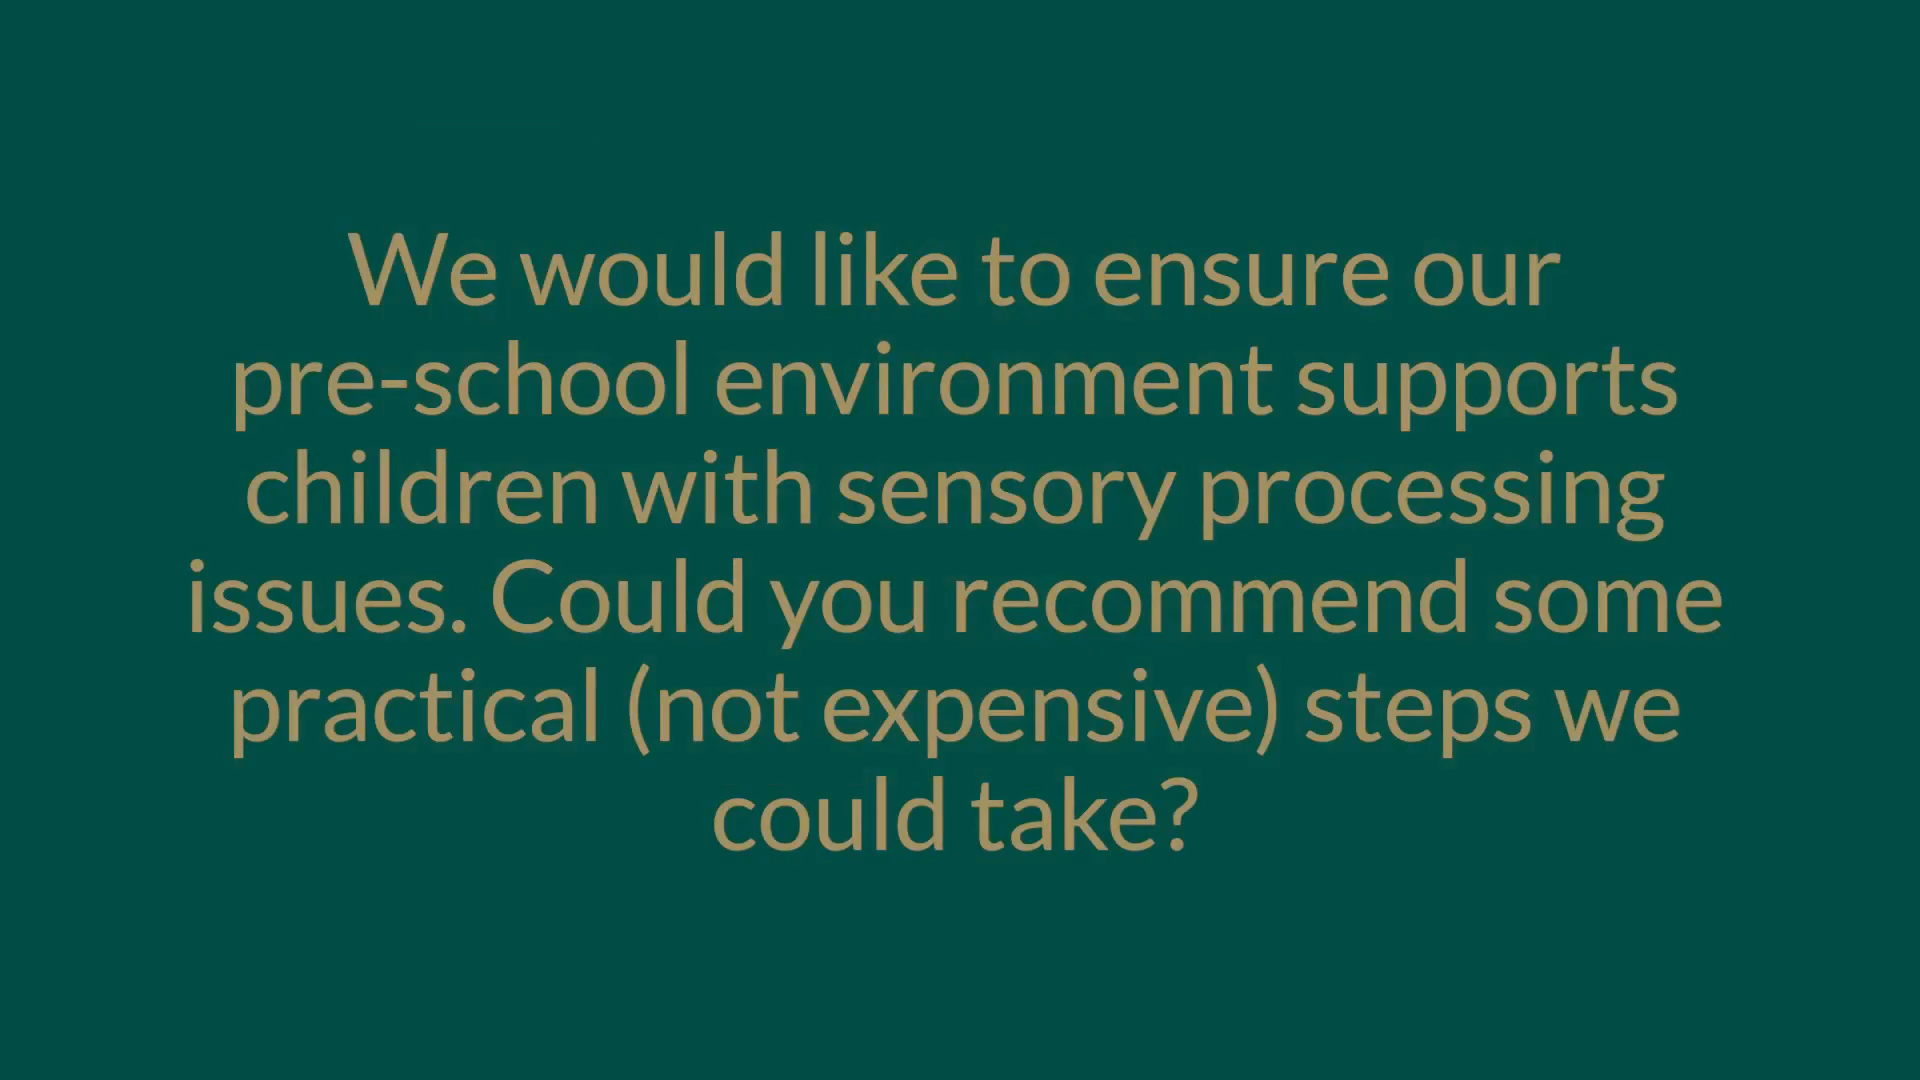 We would like to ensure our
pre-school environment supports
children with sensory processing
issues. Could you recommend some
practical (not expensive) steps we
could take?